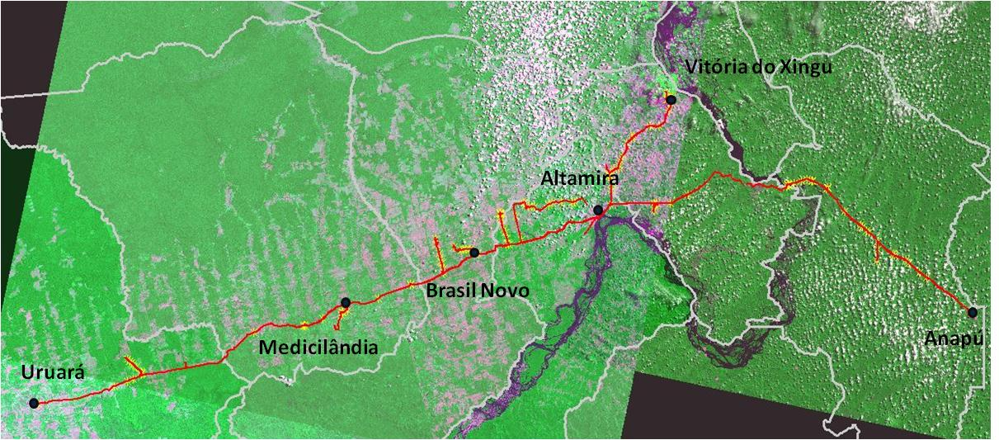 Vitória do Xingu
Altamira
Brasil Novo
Medicilândia
Anapú
Uruará